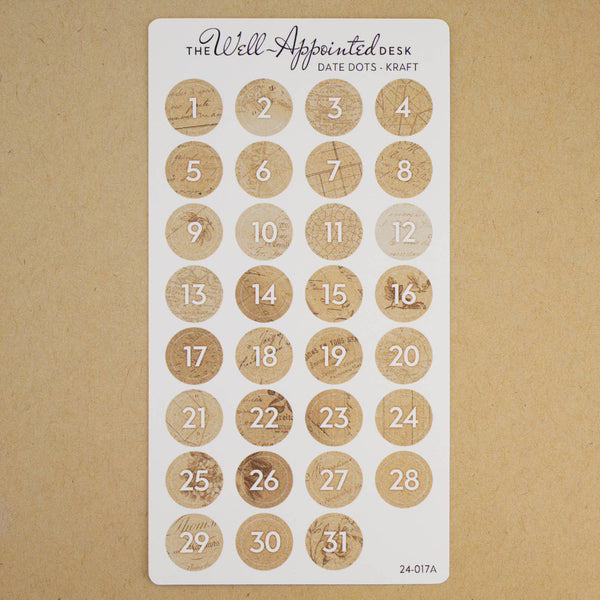 THE Well-Appointed DESK
DATE DOTS - KRAFT
1 2 3 4
5 6 7 8
9 10 11 12
13 14 15 16
17 18 19 20
21 22 23 24
25 26 27 28
29 30 31
24-017A